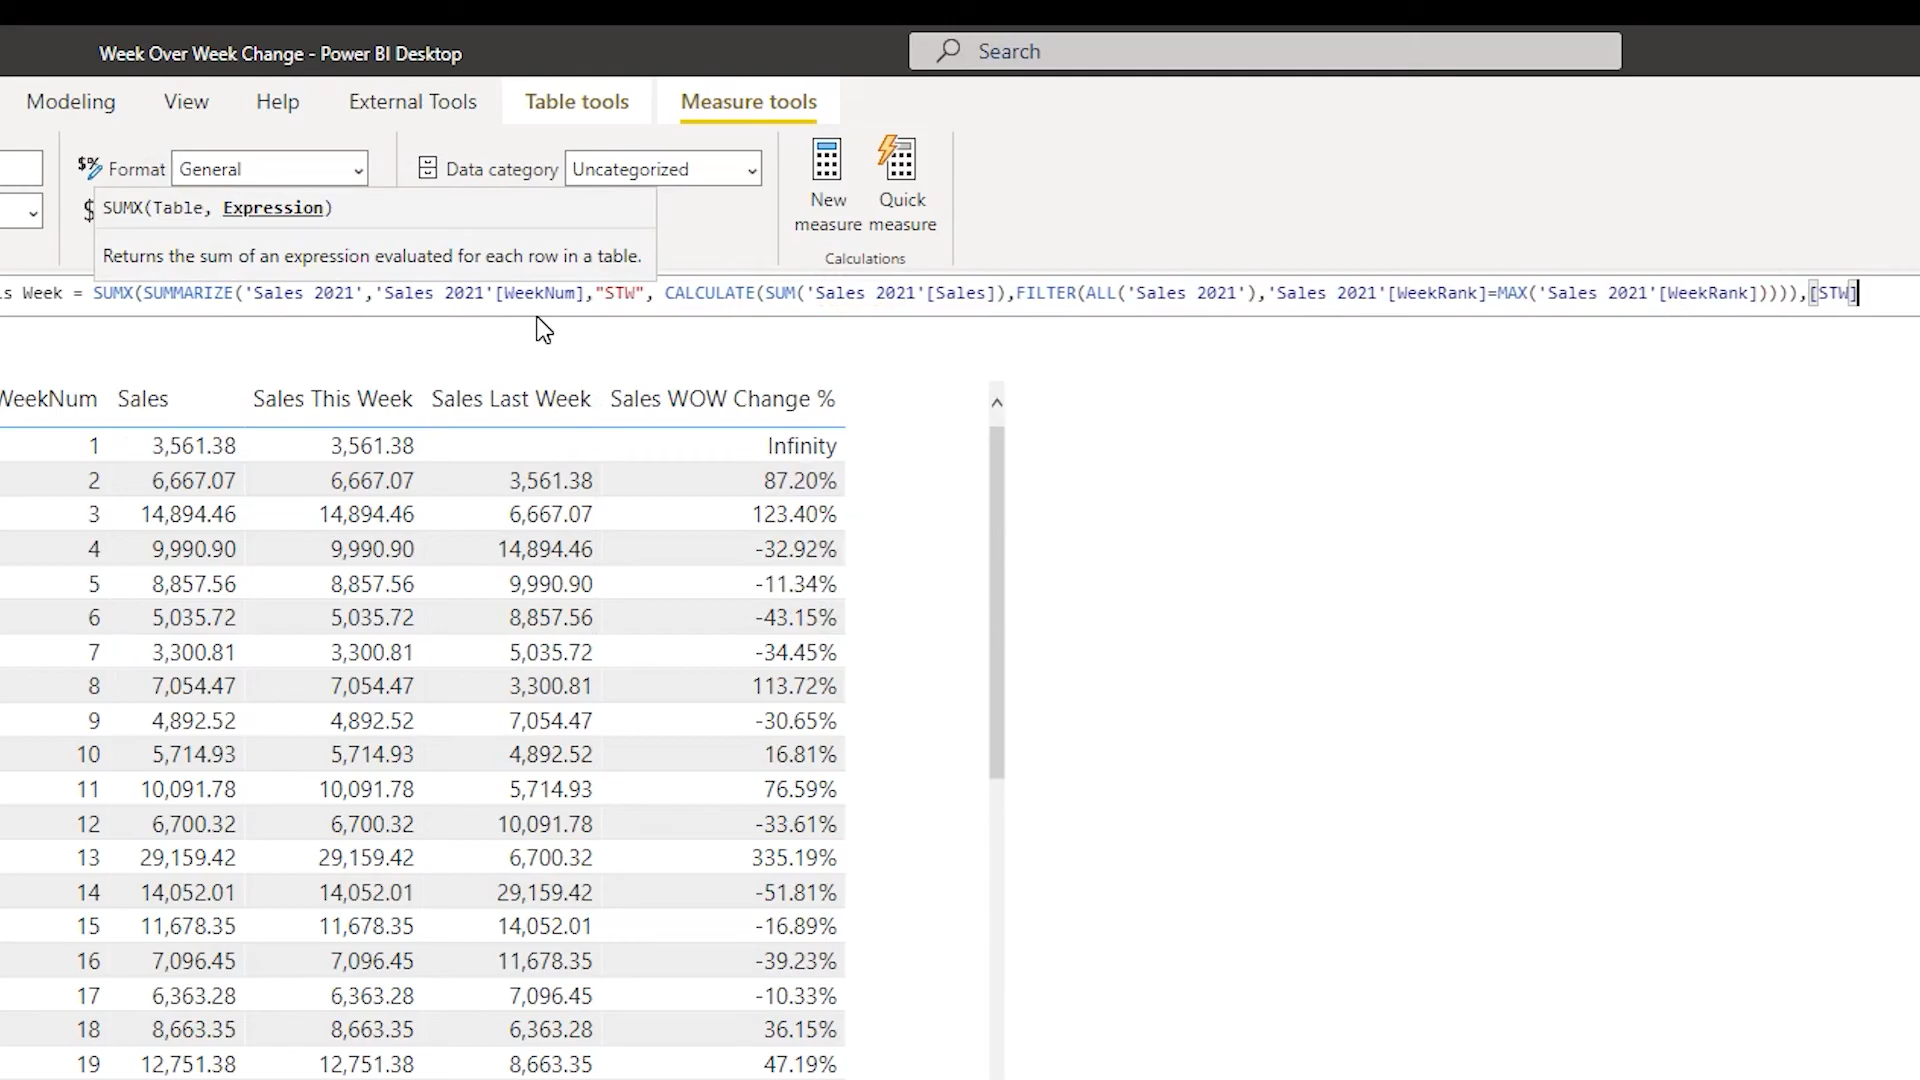 Week Over Week Change - Power BI Desktop
Search
Modeling View Help External Tools Table tools Measure tools
$% Format General Data category Uncategorized
$ SUMX(Table, Expression)
Returns the sum of an expression evaluated for each row in a table.
New measure
Quick measure
Calculations
s Week = SUMX(SUMMARIZE('Sales 2021','Sales 2021'[WeekNum],"STW", CALCULATE(SUM('Sales 2021'[Sales]),FILTER(ALL('Sales 2021'),'Sales 2021'[WeekRank]=MAX('Sales 2021'[WeekRank])))),[STW]
WeekNum Sales Sales This Week Sales Last Week Sales WOW Change %
1 3,561.38 3,561.38 Infinity
2 6,667.07 6,667.07 3,561.38 87.20%
3 14,894.46 14,894.46 6,667.07 123.40%
4 9,990.90 9,990.90 14,894.46 -32.92%
5 8,857.56 8,857.56 9,990.90 -11.34%
6 5,035.72 5,035.72 8,857.56 -43.15%
7 3,300.81 3,300.81 5,035.72 -34.45%
8 7,054.47 7,054.47 3,300.81 113.72%
9 4,892.52 4,892.52 7,054.47 -30.65%
10 5,714.93 5,714.93 4,892.52 16.81%
11 10,091.78 10,091.78 5,714.93 76.59%
12 6,700.32 6,700.32 10,091.78 -33.61%
13 29,159.42 29,159.42 6,700.32 335.19%
14 14,052.01 14,052.01 29,159.42 -51.81%
15 11,678.35 11,678.35 14,052.01 -16.89%
16 7,096.45 7,096.45 11,678.35 -39.23%
17 6,363.28 6,363.28 7,096.45 -10.33%
18 8,663.35 8,663.35 6,363.28 36.15%
19 12,751.38 12,751.38 8,663.35 47.19%